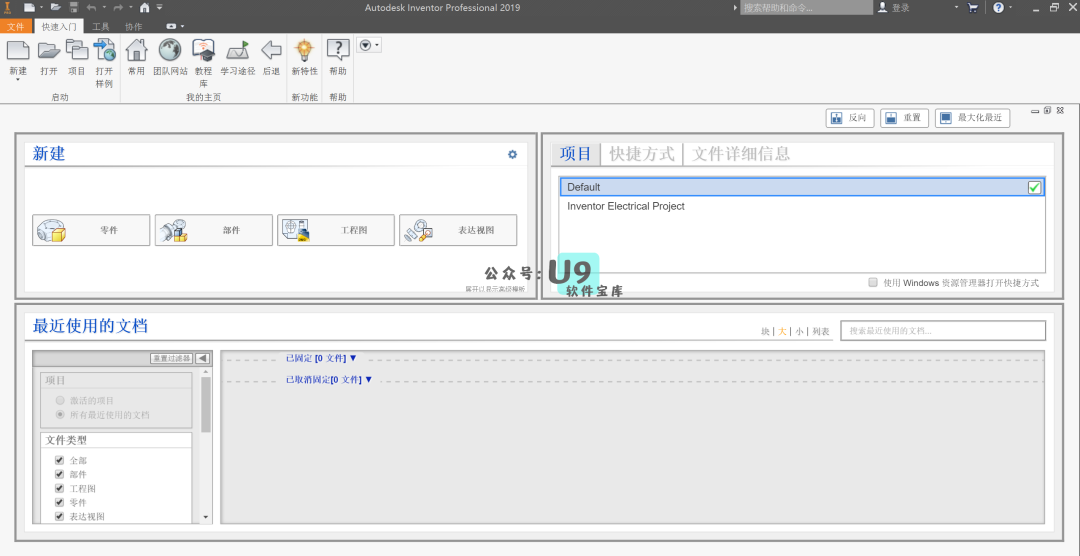 Autodesk Inventor Professional 2019
搜索帮助和命令...
登录
文件 快速入门 工具 协作
新建 打开 项目 打开样例 常用 团队网站 教程库 学习途径 后退 新特性 帮助
启动 我的主页 新功能 帮助
反向 重置 最大化最近
新建
零件 部件 工程图 表达视图
展开以显示高级模板
项目 快捷方式 文件详细信息
Default
Inventor Electrical Project
使用 Windows 资源管理器打开快捷方式
公众号: U9
软件宝库
最近使用的文档
块 | 大 | 小 | 列表
搜索最近使用的文档...
重置过滤器
项目
激活的项目
所有最近使用的文档
文件类型
全部
部件
工程图
零件
表达视图
已固定 [0 文件] ▼
已取消固定[0 文件] ▼